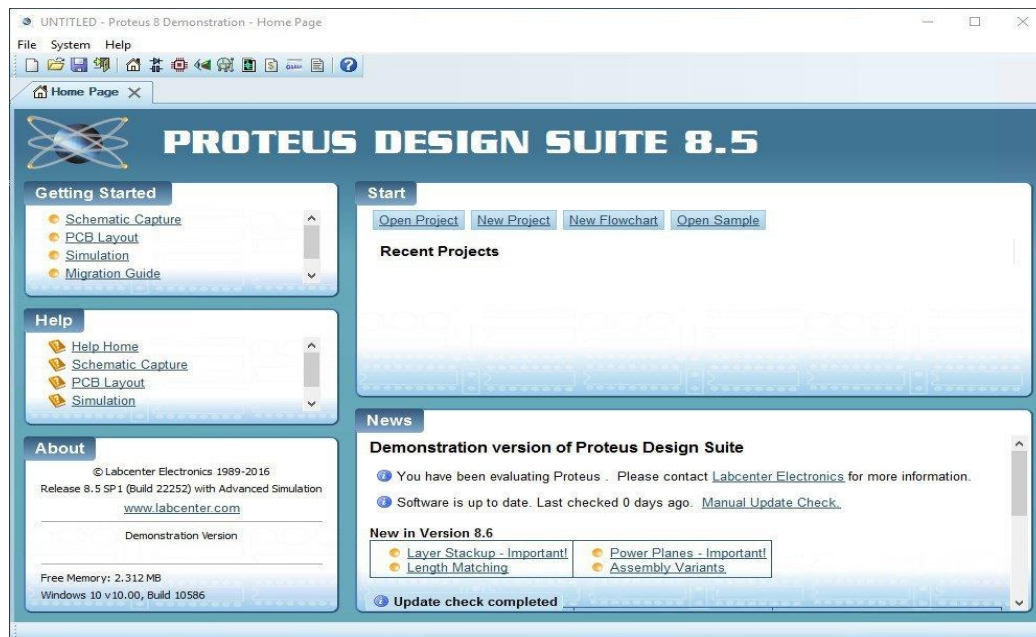 UNTITLED - Proteus 8 Demonstration - Home Page
File System Help
Home Page
PROTEUS DESIGN SUITE 8.5
Getting Started
Schematic Capture
PCB Layout
Simulation
Migration Guide
Help
Help Home
Schematic Capture
PCB Layout
Simulation
About
© Labcenter Electronics 1989-2016
Release 8.5 SP1 (Build 22252) with Advanced Simulation
www.labcenter.com
Demonstration Version
Free Memory: 2.312 MB
Windows 10 v10.00, Build 10586
Start
Open Project New Project New Flowchart Open Sample
Recent Projects
News
Demonstration version of Proteus Design Suite
You have been evaluating Proteus . Please contact Labcenter Electronics for more information.
Software is up to date. Last checked 0 days ago. Manual Update Check.
New in Version 8.6
Layer Stackup - Important! Power Planes - Important!
Length Matching Assembly Variants
Update check completed